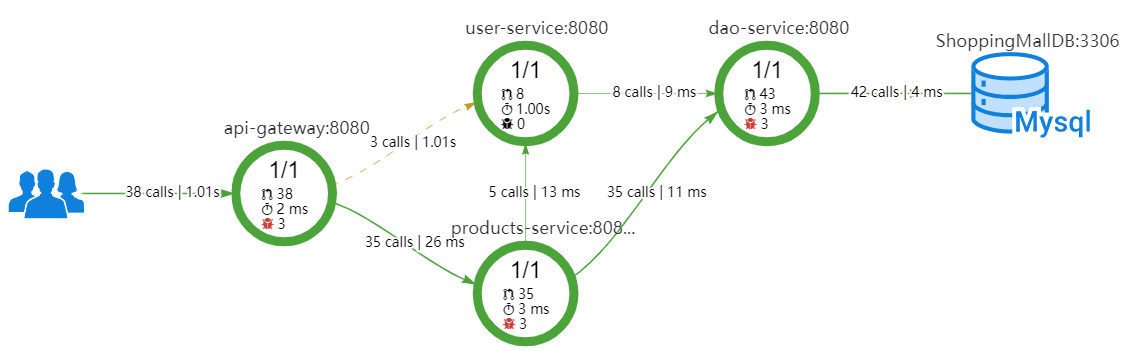 user-service:8080
1/1
8
1.00s
0
dao-service:8080
1/1
43
3 ms
3
ShoppingMallDB:3306
Mysql
8 calls | 9 ms
42 calls | 4 ms
api-gateway:8080
1/1
38
2 ms
3
3 calls | 1.01s
38 calls | 1.01s
5 calls | 13 ms
35 calls | 11 ms
35 calls | 26 ms
products-service:808...
1/1
35
3 ms
3